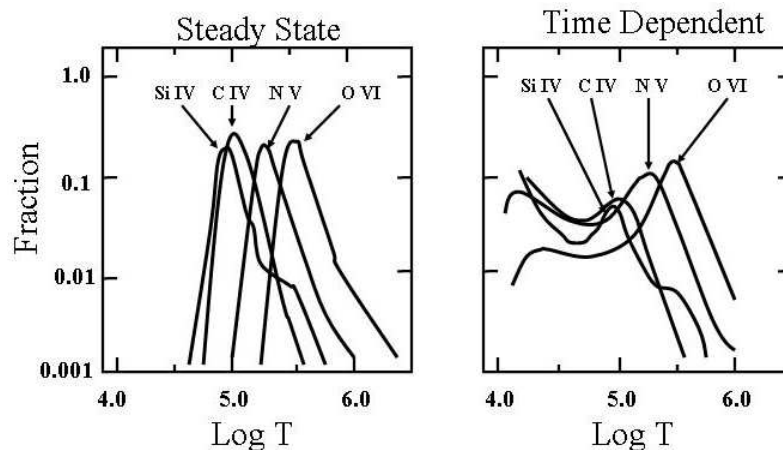 Steady State
Time Dependent
1.0
0.1
0.01
0.001
Fraction
Si IV C IV N V O VI
4.0 5.0 6.0
Log T
Si IV C IV N V O VI
4.0 5.0 6.0
Log T